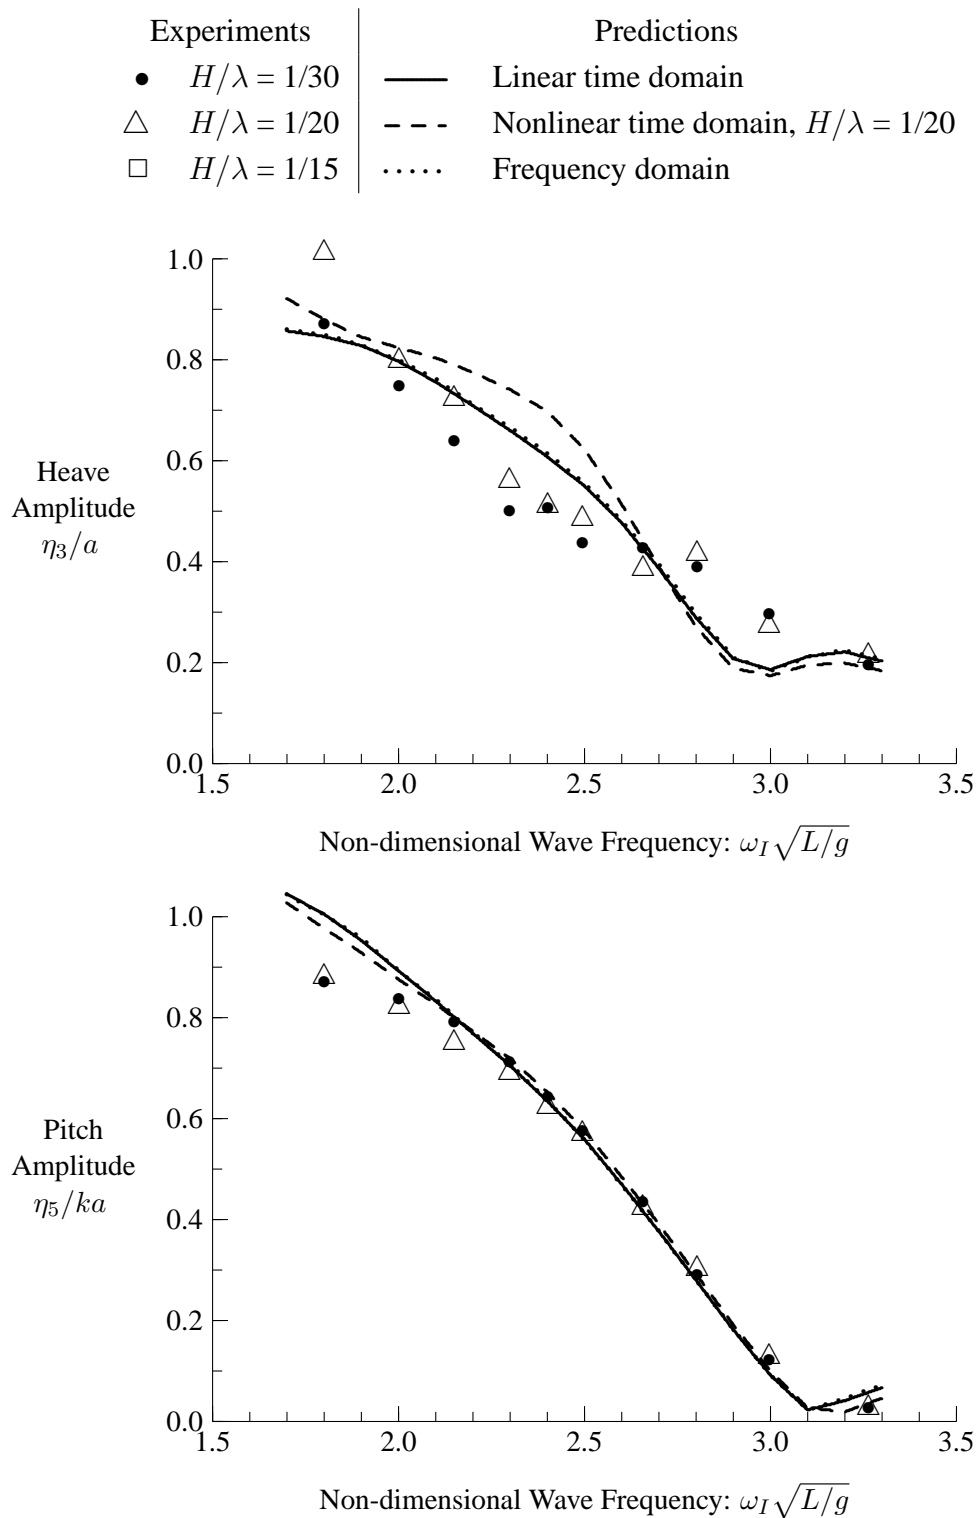 Experiments Predictions
● H/λ = 1/30 Linear time domain
△ H/λ = 1/20 Nonlinear time domain, H/λ = 1/20
□ H/λ = 1/15 Frequency domain
1.0
0.8
0.6
0.4
0.2
0.0
Heave
Amplitude
η₃/a
1.5 2.0 2.5 3.0 3.5
Non-dimensional Wave Frequency: ω_I√(L/g)
1.0
0.8
0.6
0.4
0.2
0.0
Pitch
Amplitude
η₅/ka
1.5 2.0 2.5 3.0 3.5
Non-dimensional Wave Frequency: ω_I√(L/g)